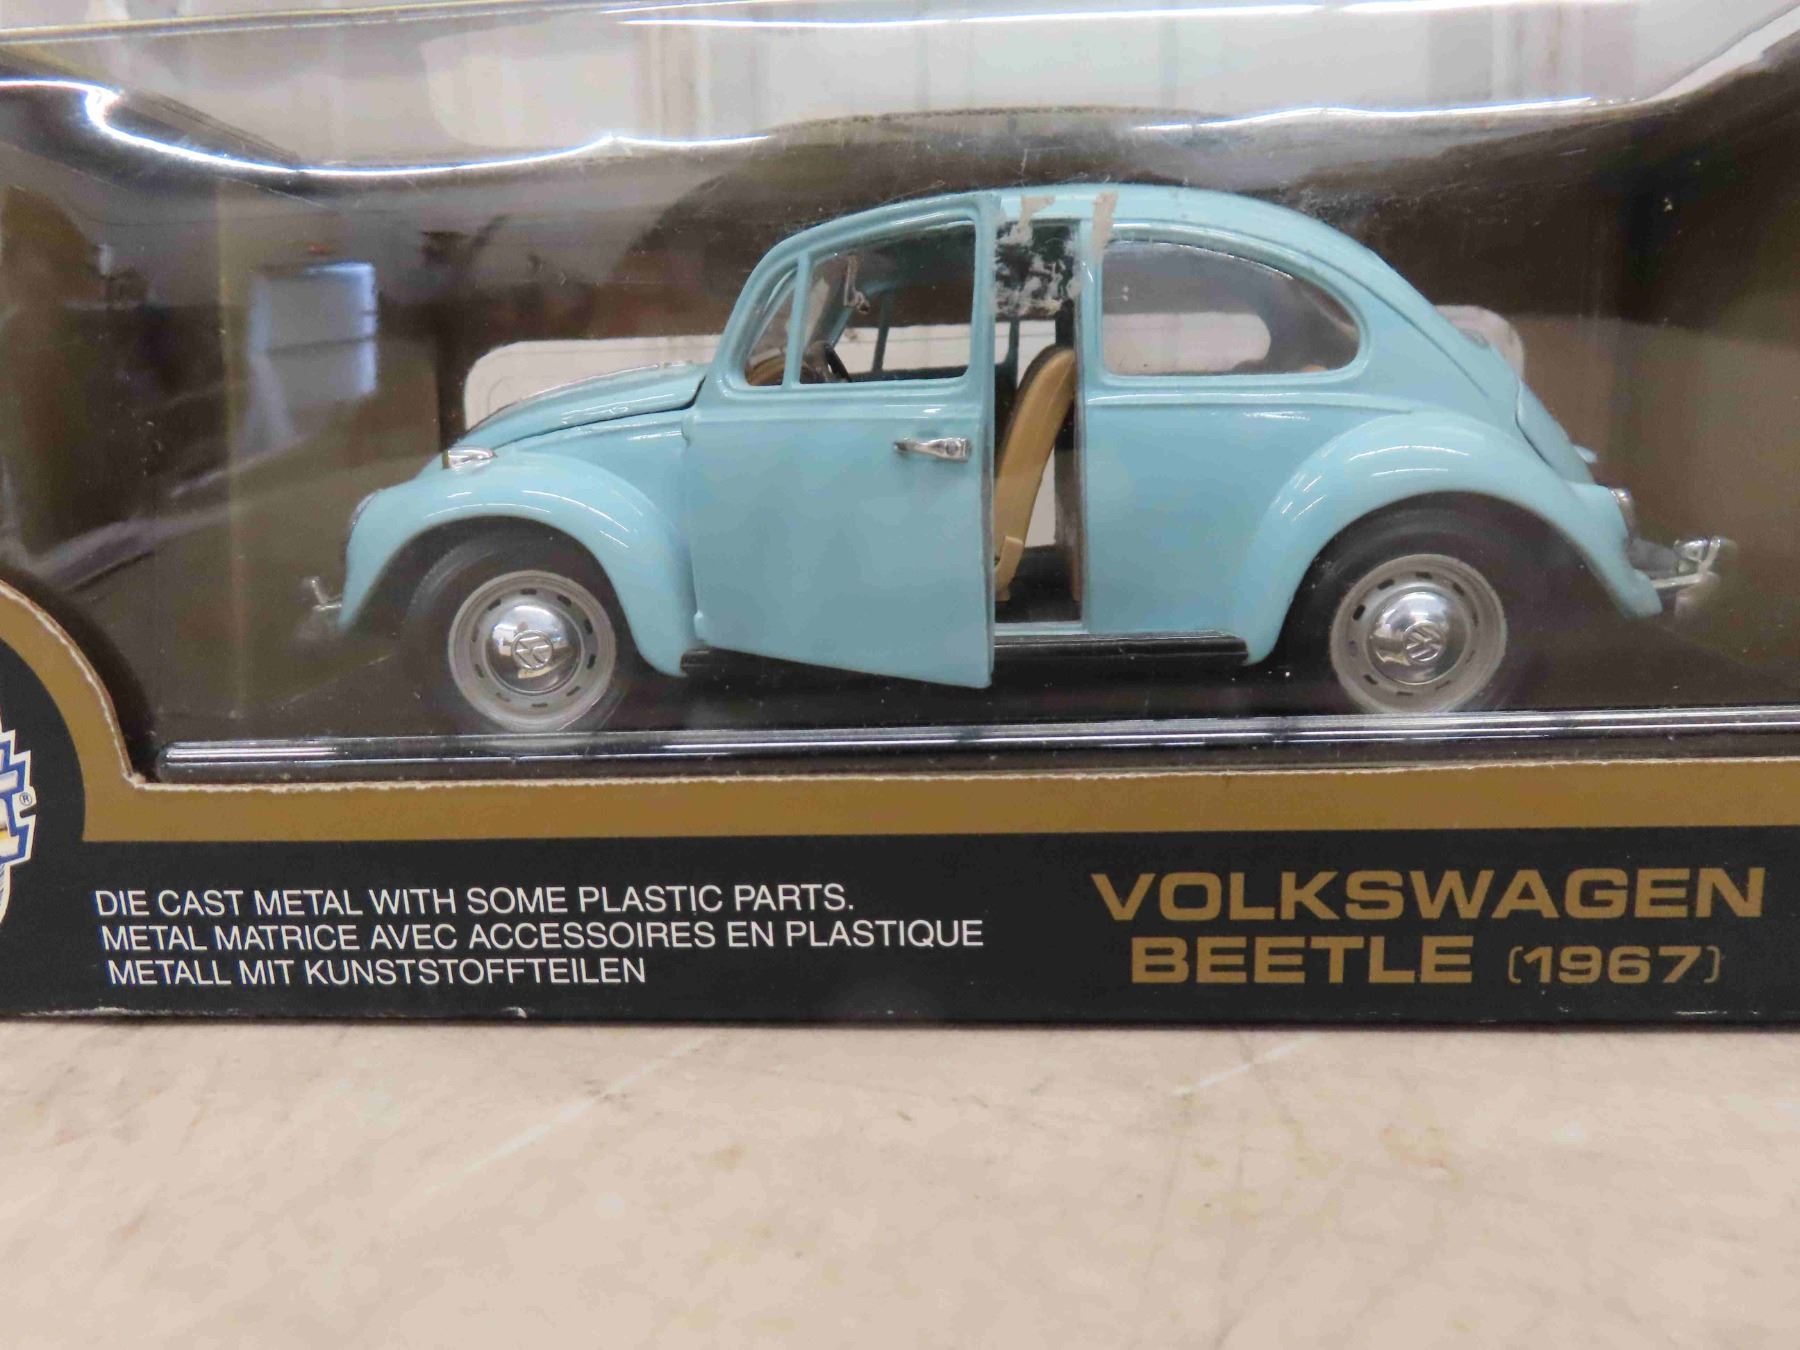 DIE CAST METAL WITH SOME PLASTIC PARTS.
METAL MATRICE AVEC ACCESSOIRES EN PLASTIQUE
METALL MIT KUNSTSTOFFTEILEN
VOLKSWAGEN
BEETLE (1967)